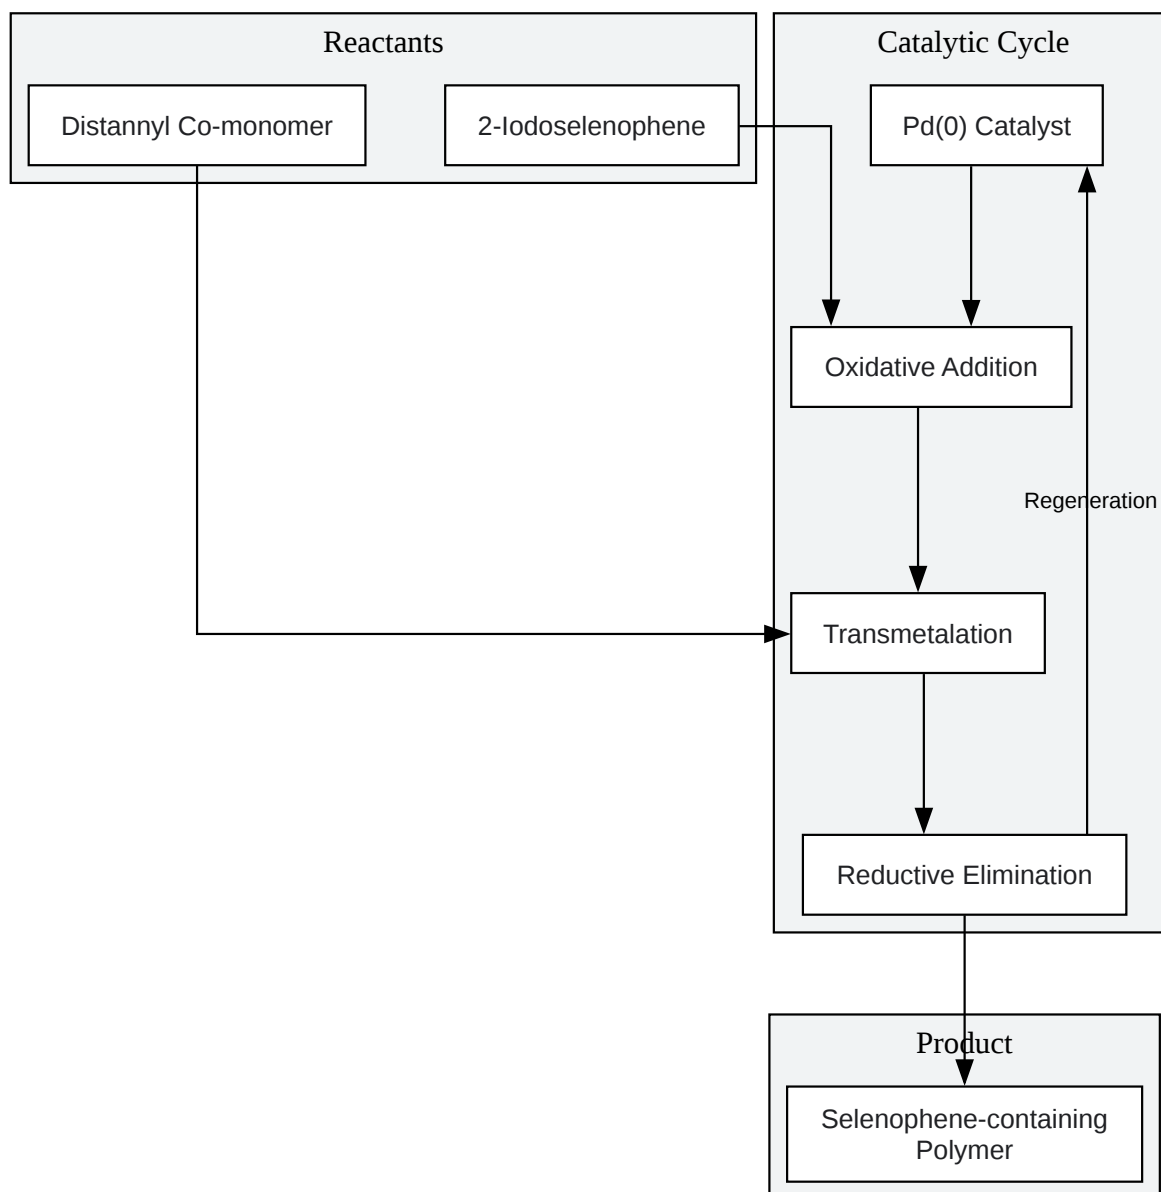 Reactants
Distannyl Co-monomer
2-Iodoselenophene
Catalytic Cycle
Pd(0) Catalyst
Oxidative Addition
Regeneration
Transmetalation
Reductive Elimination
Product
Selenophene-containing
Polymer